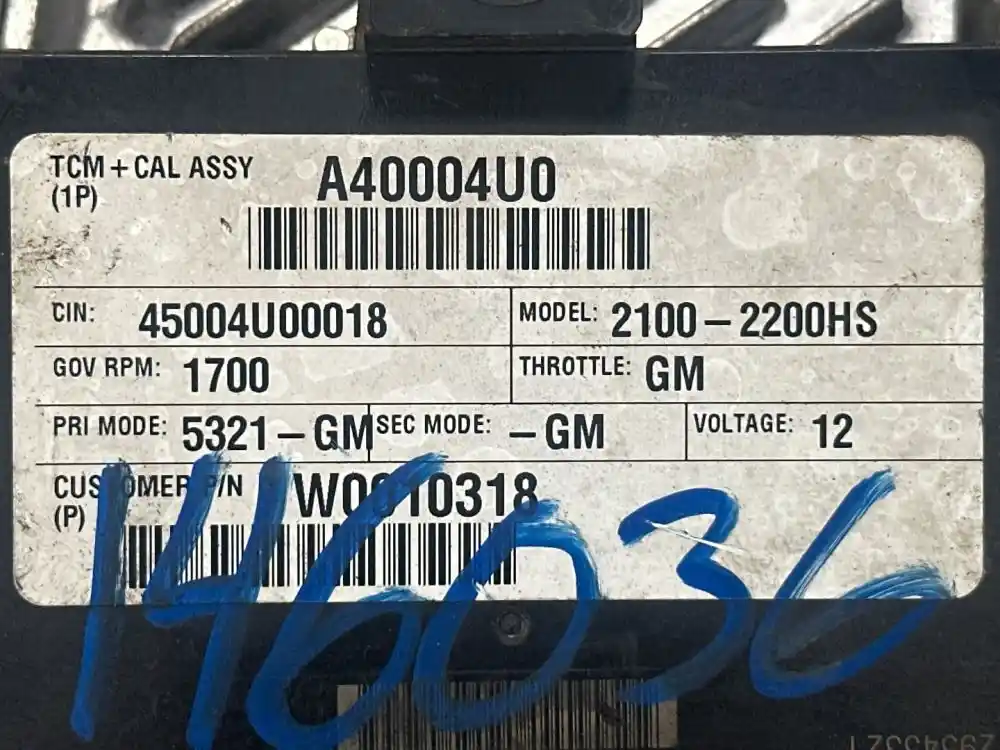 TCM + CAL ASSY A40004U0
(1P)
CIN: 45004U00018 MODEL: 2100-2200HS
GOV RPM: 1700 THROTTLE: GM
PRI MODE: 5321-GM SEC MODE: -GM VOLTAGE: 12
CUSTOMER P/N W0010318
(P)
146036